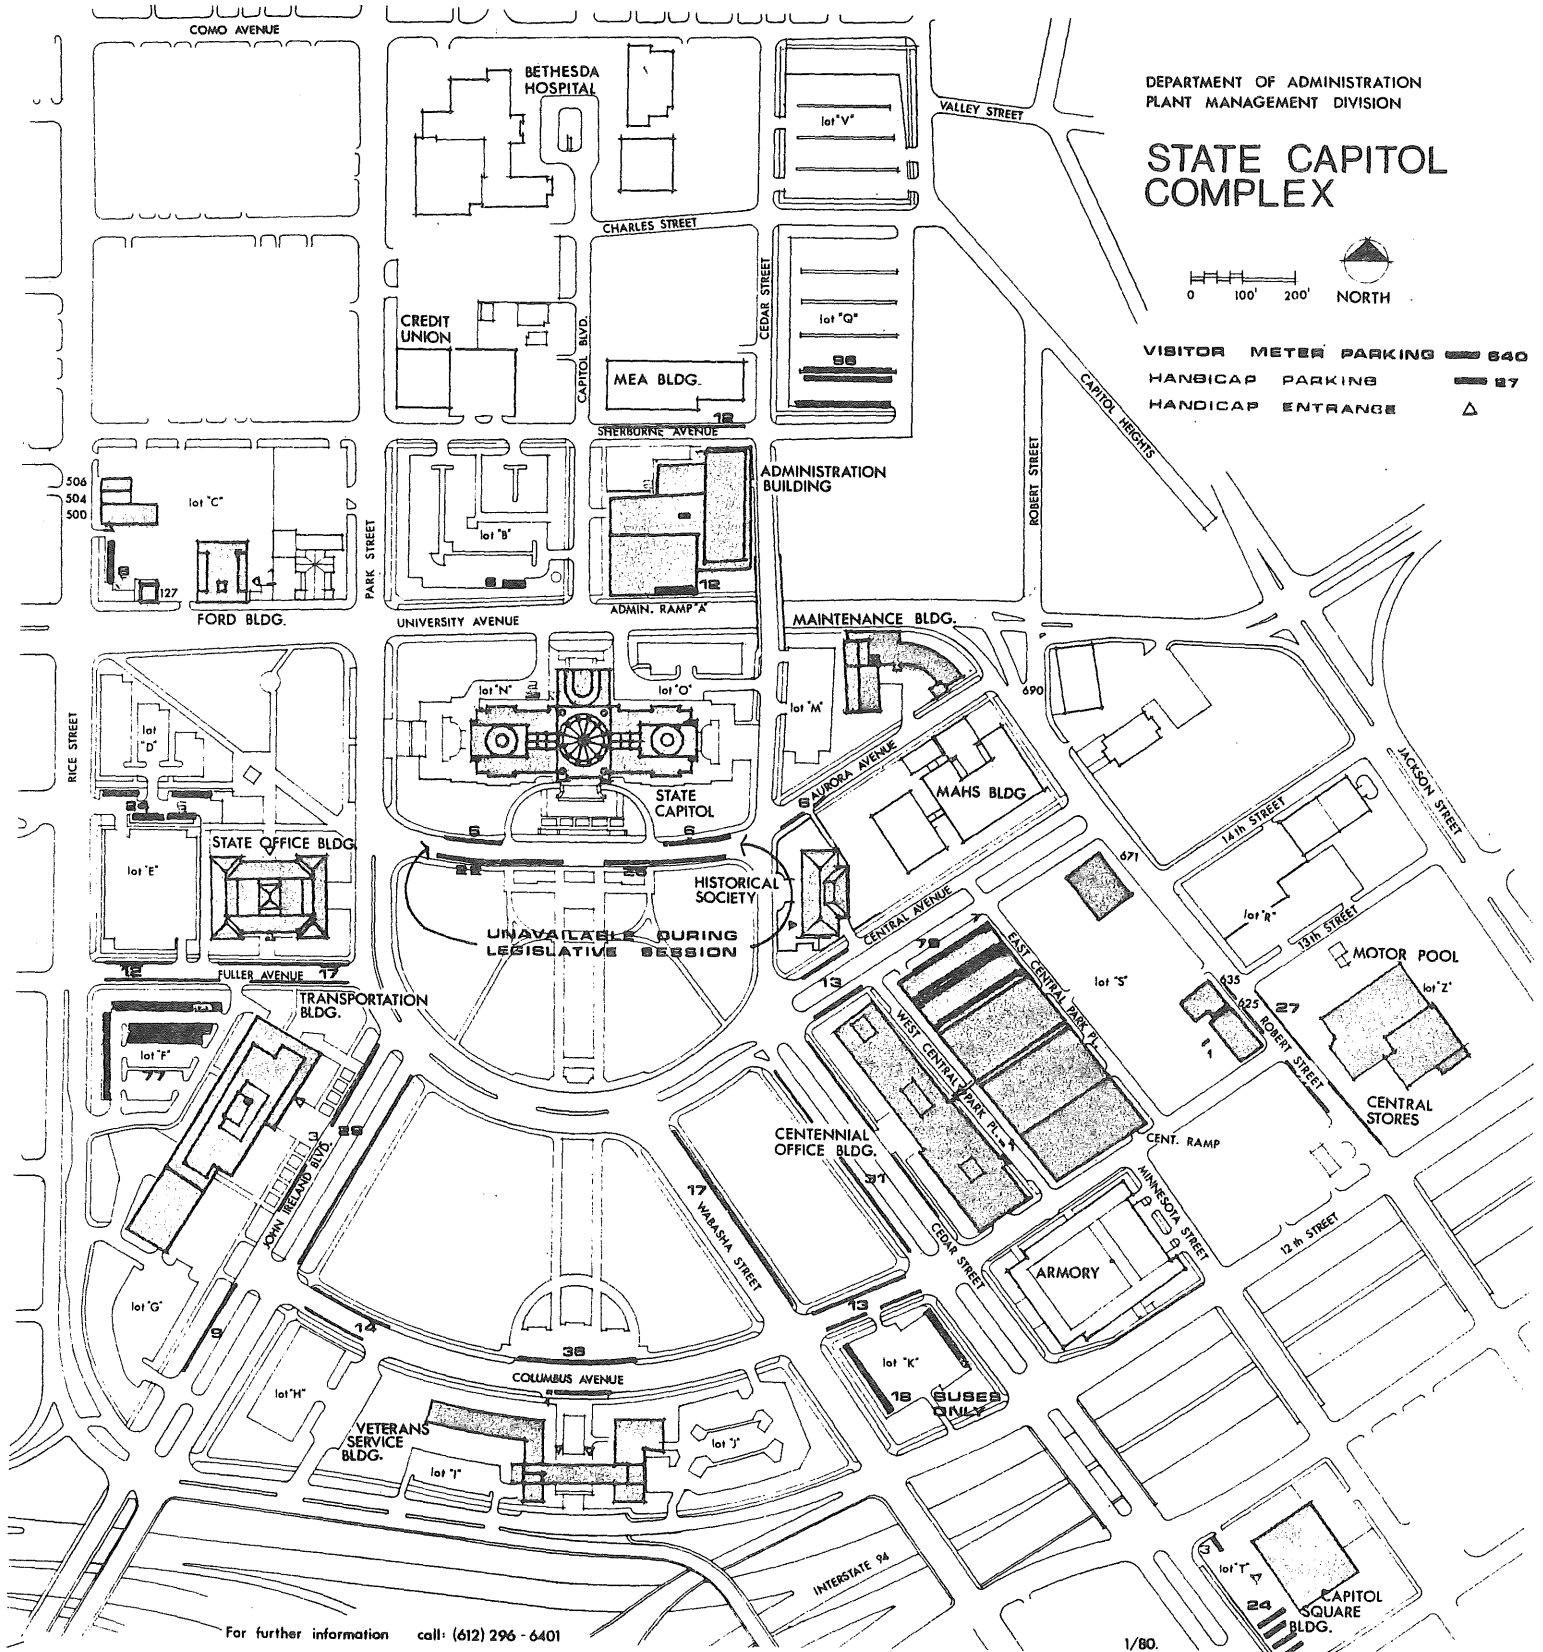 COMO AVENUE
BETHESDA
HOSPITAL
lot "V"
VALLEY STREET
DEPARTMENT OF ADMINISTRATION
PLANT MANAGEMENT DIVISION
STATE CAPITOL
COMPLEX
CHARLES STREET
CEDAR STREET
0 100' 200'
NORTH
CREDIT
UNION
CAPITOL BLVD.
lot "Q"
96
MEA BLDG.
VISITOR METER PARKING 640
HANDICAP PARKING 27
HANDICAP ENTRANCE
CAPITOL HEIGHTS
12
SHERBURNE AVENUE
ROBERT STREET
506
504
500
lot "C"
PARK STREET
lot "B"
ADMINISTRATION
BUILDING
127
12
FORD BLDG.
UNIVERSITY AVENUE
ADMIN. RAMP "A"
MAINTENANCE BLDG.
RICE STREET
lot
"D"
lot "N"
lot "O"
lot "M"
690
AURORA AVENUE
MAHS BLDG
STATE
CAPITOL
JACKSON STREET
14th STREET
6
6
6
STATE OFFICE BLDG.
lot "E"
HISTORICAL
SOCIETY
671
CENTRAL AVENUE
lot "R"
13th STREET
UNAVAILABLE DURING
LEGISLATIVE SESSION
12
FULLER AVENUE
17
13
79
EAST CENTRAL PARK PL.
lot "S"
MOTOR POOL
lot "Z"
635
625
27
ROBERT STREET
TRANSPORTATION
BLDG.
lot "F"
77
WEST CENTRAL PARK PL.
CENTRAL
STORES
CENTENNIAL
OFFICE BLDG.
CENT. RAMP
3
29
JOHN IRELAND BLVD.
17
WABASHA STREET
31
CEDAR STREET
MINNESOTA STREET
12 th STREET
ARMORY
lot "G"
9
14
13
38
COLUMBUS AVENUE
lot "K"
18
BUSES
ONLY
lot "H"
VETERANS
SERVICE
BLDG.
lot "I"
lot "J"
INTERSTATE 94
3
lot "T"
24
CAPITOL
SQUARE
BLDG.
For further information call: (612) 296 - 6401
1/80.